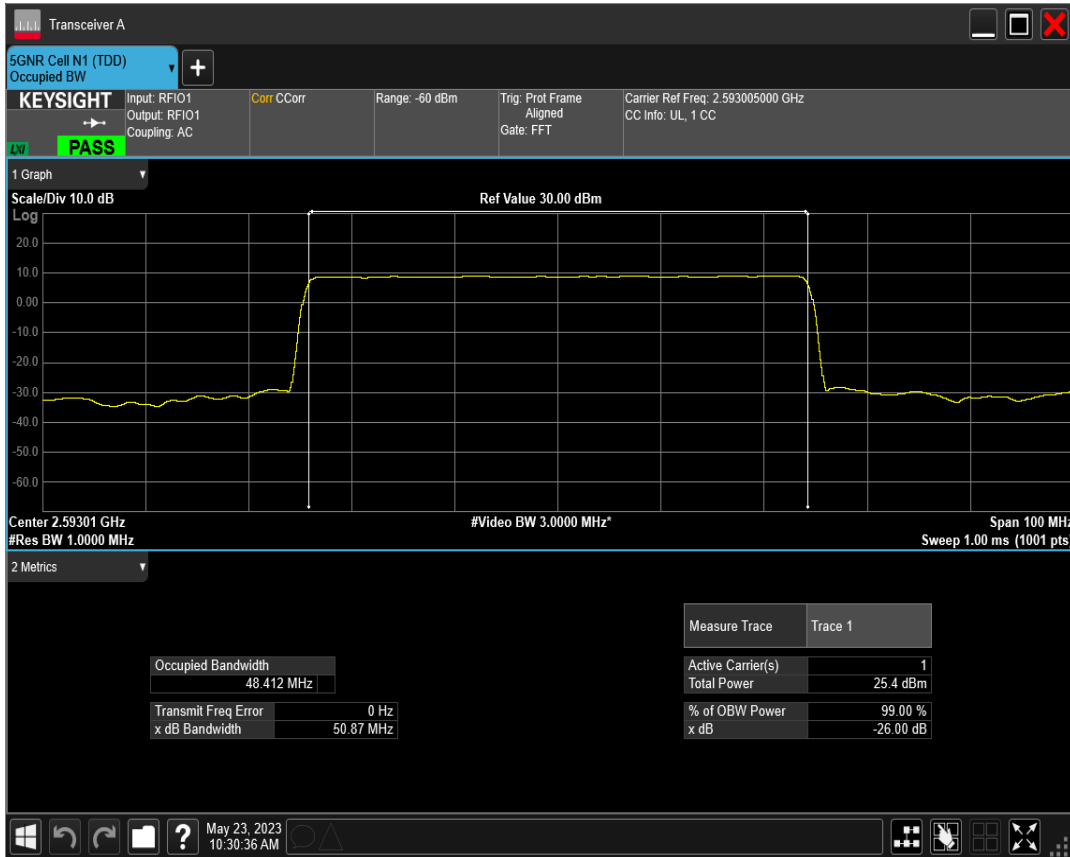 Transceiver A
5GNR Cell N1 (TDD)
Occupied BW
+
KEYSIGHT
LXI
PASS
Input: RFIO1
Output: RFIO1
Coupling: AC
Corr CCorr
Range: -60 dBm
Trig: Prot Frame
Aligned
Gate: FFT
Carrier Ref Freq: 2.593005000 GHz
CC Info: UL, 1 CC
1 Graph
Scale/Div 10.0 dB
Ref Value 30.00 dBm
Log
20.0
10.0
0.00
-10.0
-20.0
-30.0
-40.0
-50.0
-60.0
Center 2.59301 GHz
#Video BW 3.0000 MHz*
Span 100 MHz
#Res BW 1.0000 MHz
Sweep 1.00 ms (1001 pts)
2 Metrics
Measure Trace Trace 1
Occupied Bandwidth
48.412 MHz
Active Carrier(s) 1
Total Power 25.4 dBm
Transmit Freq Error 0 Hz
x dB Bandwidth 50.87 MHz
% of OBW Power 99.00 %
x dB -26.00 dB
?
May 23, 2023
10:30:36 AM